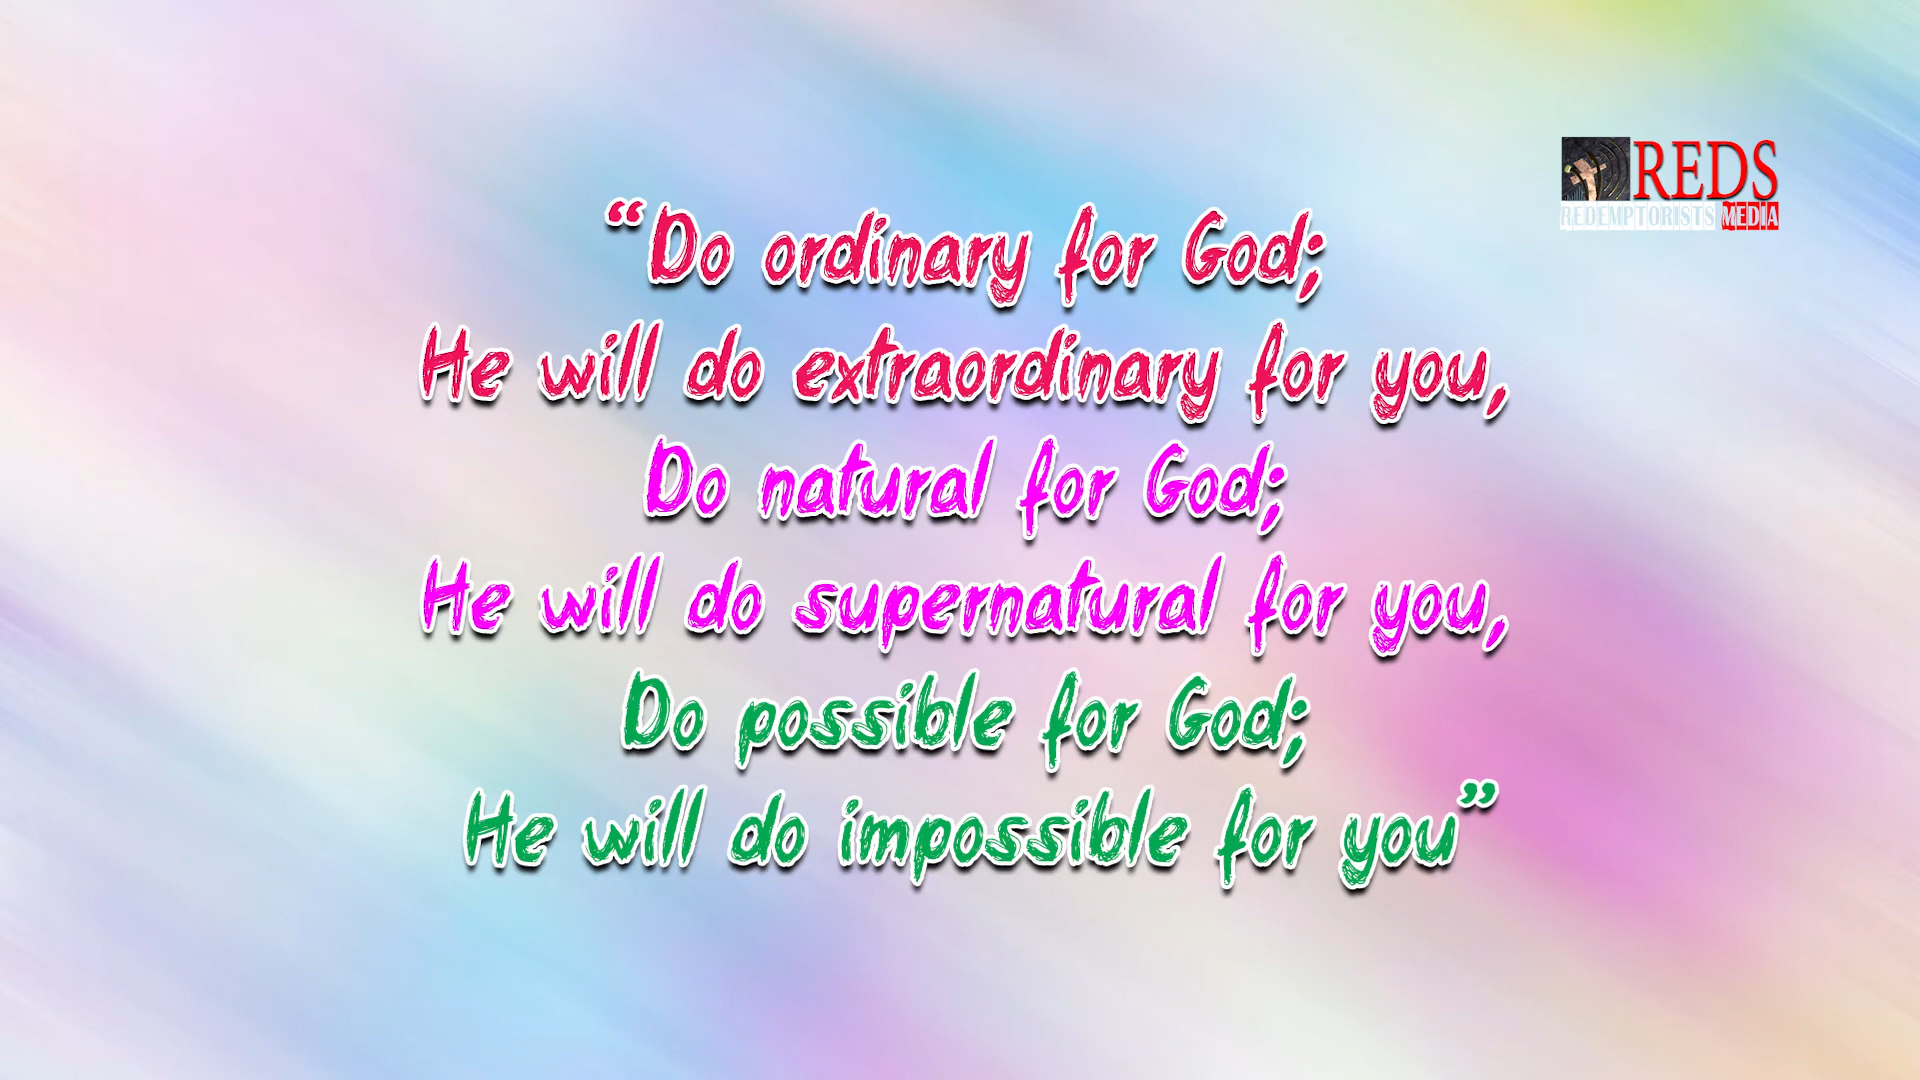 REDS
REDEMPTORISTS MEDIA
“Do ordinary for God;
He will do extraordinary for you,
Do natural for God;
He will do supernatural for you,
Do possible for God;
He will do impossible for you”